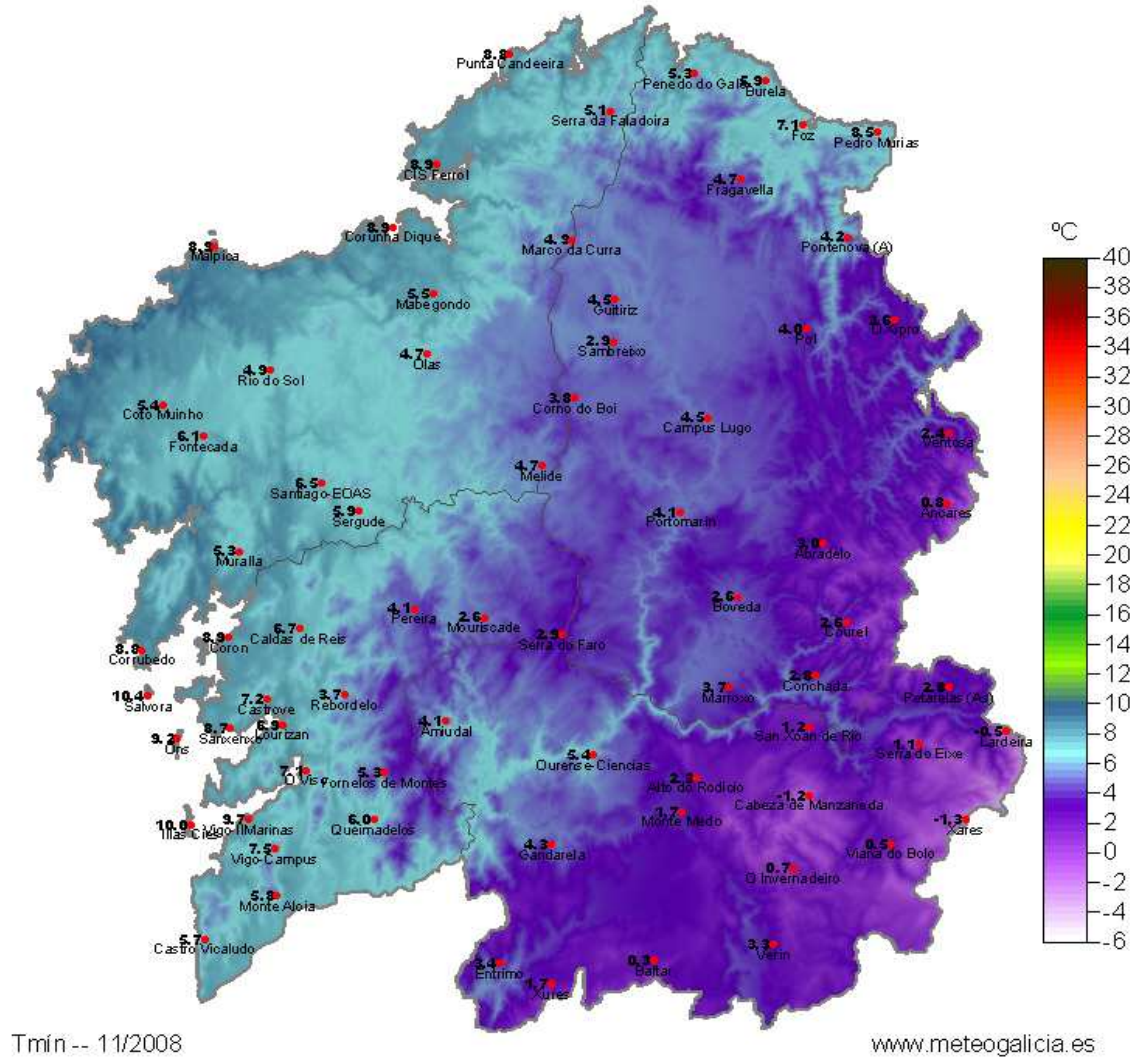 8.8
Punta Candeeira
5.3
Penedo do Galo
5.9
Burela
5.1
Serra da Faladoira
7.1
Foz
8.5
Pedro Murias
8.9
CIS Ferrol
4.7
Fragavella
8.9
Corunha Dique
8.9
Malpica
4.9
Marco da Curra
4.2
Pontenova (A)
ºC
40
38
36
34
32
30
28
26
24
22
20
18
16
14
12
10
8
6
4
2
0
-2
-4
-6
5.5
Mabegondo
4.5
Guitiriz
4.0
Pol
2.9
Sambreixo
4.7
Olas
4.9
Rio do Sol
5.4
Coto Muinho
3.8
Corno do Boi
4.5
Campus Lugo
6.1
Fontecada
2.4
Ventosa
4.7
Melide
6.5
Santiago-EOAS
5.9
Sergude
4.1
Portomarin
0.8
Ancares
3.0
Abradelo
5.3
Muralla
4.1
Pereira
2.6
Mouriscade
2.6
Boveda
2.6
Courel
6.7
Caldas de Reis
8.9
Coron
2.9
Serra do Faro
8.8
Corrubedo
2.8
Conchada
3.7
Marroxo
10.4
Salvora
7.2
Castrove
3.7
Rebordelo
8.7
Sanxenxo
6.9
Lourizan
4.1
Amiudal
1.2
San Xoan de Rio
-0.5
Lardeira
9.2
Ons
1.1
Serra do Eixe
5.4
Ourense-Ciencias
7.1
O Viso
5.3
Fornelos de Montes
Alto do Rodicio
-1.2
Cabeza de Manzaneda
1.7
Monte Medo
10.0
Illas Cies
9.7
Vigo-IIMarinas
6.0
Queimadelos
-1.3
Xares
7.5
Vigo-Campus
4.3
Gandarela
0.5
Viana do Bolo
0.7
O Invernadeiro
5.8
Monte Aloia
5.7
Castro Vicaludo
3.3
Verin
3.4
Entrimo
0.3
Baltar
1.7
Xures
Tmín -- 11/2008
www.meteogalicia.es